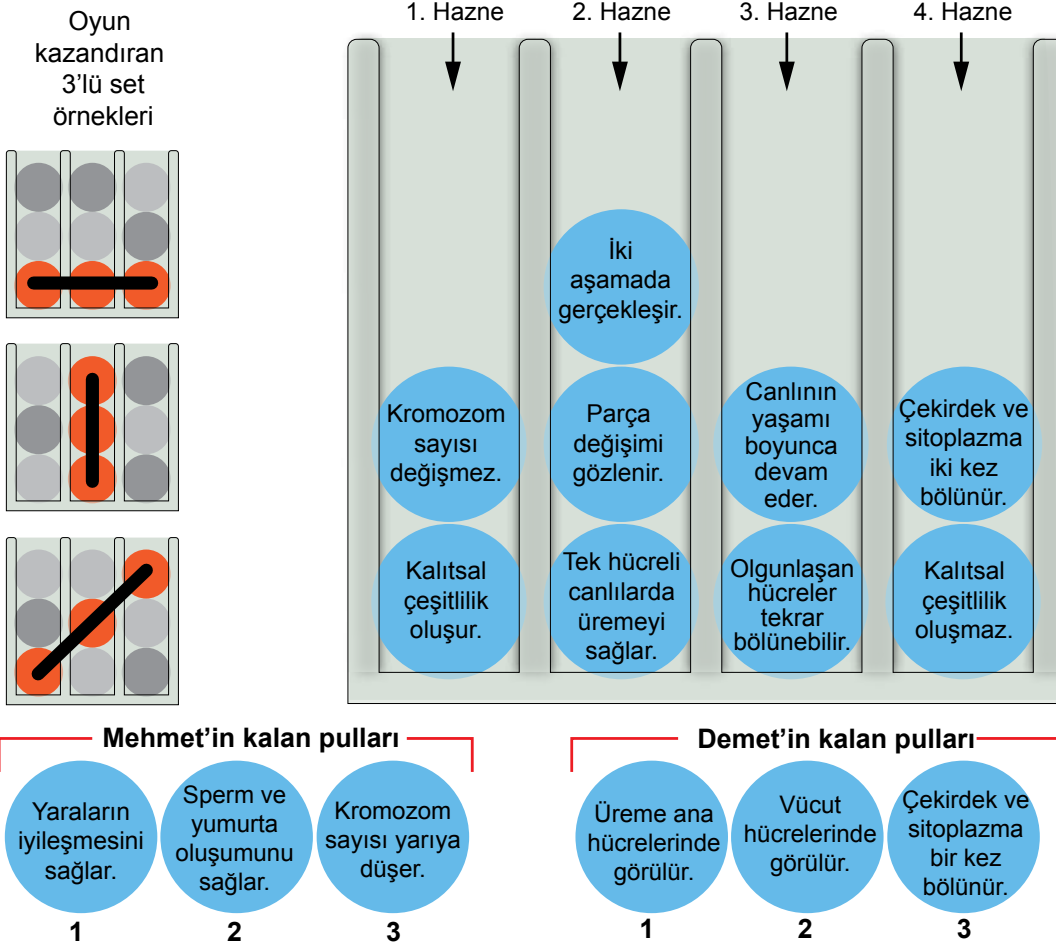 Oyun
kazandıran
3’lü set
örnekleri
1. Hazne
2. Hazne
3. Hazne
4. Hazne
İki
aşamada
gerçekleşir.
Kromozom
sayısı
değişmez.
Parça
değişimi
gözlenir.
Canlının
yaşamı
boyunca
devam
eder.
Çekirdek ve
sitoplazma
iki kez
bölünür.
Kalıtsal
çeşitlilik
oluşur.
Tek hücreli
canlılarda
üremeyi
sağlar.
Olgunlaşan
hücreler
tekrar
bölünebilir.
Kalıtsal
çeşitlilik
oluşmaz.
Mehmet’in kalan pulları
Yaraların
iyileşmesini
sağlar.
1
Sperm ve
yumurta
oluşumunu
sağlar.
2
Kromozom
sayısı yarıya
düşer.
3
Demet’in kalan pulları
Üreme ana
hücrelerinde
görülür.
1
Vücut
hücrelerinde
görülür.
2
Çekirdek ve
sitoplazma
bir kez
bölünür.
3